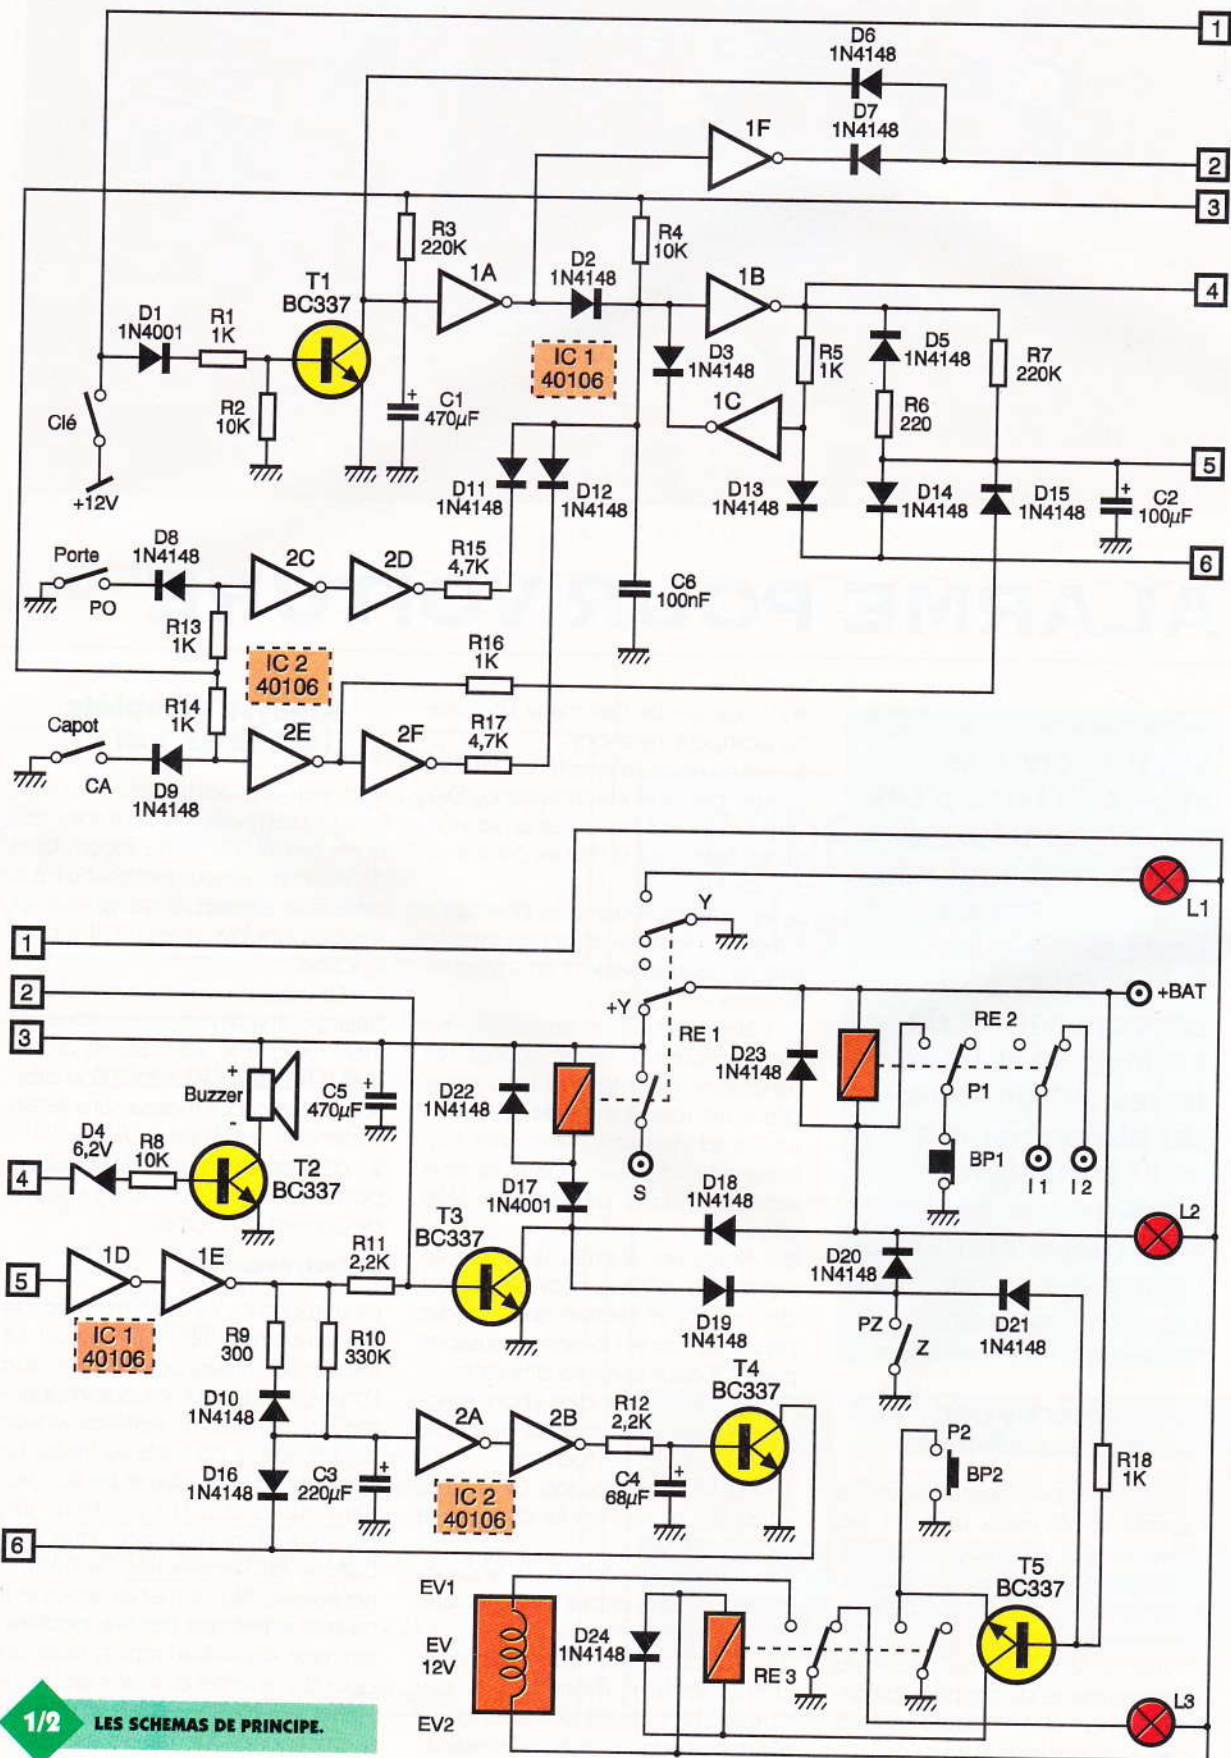 1
D6
1N4148
D7
1N4148
1F
2
3
R3
220K
R4
10K
T1
BC337
1A
D2
1N4148
1B
4
D1
1N4001
R1
1K
IC 1
40106
D3
1N4148
R5
1K
D5
1N4148
R7
220K
1C
R6
220
Clé
R2
10K
+
C1
470µF
+12V
5
D11
1N4148
D12
1N4148
D13
1N4148
D14
1N4148
D15
1N4148
+
C2
100µF
Porte
PO
D8
1N4148
2C
2D
R15
4,7K
6
C6
100nF
R13
1K
IC 2
40106
R16
1K
R14
1K
Capot
CA
D9
1N4148
2E
2F
R17
4,7K
L1
Y
1
2
+Y
+BAT
3
RE 1
RE 2
D23
1N4148
+
Buzzer
-
C5
470µF
+
D22
1N4148
P1
BP1
I 1
I 2
D4
6,2V
R8
10K
4
T2
BC337
S
D17
1N4001
D18
1N4148
T3
BC337
L2
1D
1E
R11
2,2K
D20
1N4148
5
IC 1
40106
R9
300
R10
330K
D19
1N4148
PZ
Z
D21
1N4148
D10
1N4148
2A
2B
R12
2,2K
T4
BC337
P2
BP2
R18
1K
D16
1N4148
C3
220µF
+
IC 2
40106
C4
68µF
+
6
T5
BC337
EV1
EV
12V
D24
1N4148
RE 3
EV2
L3
1/2 LES SCHEMAS DE PRINCIPE.